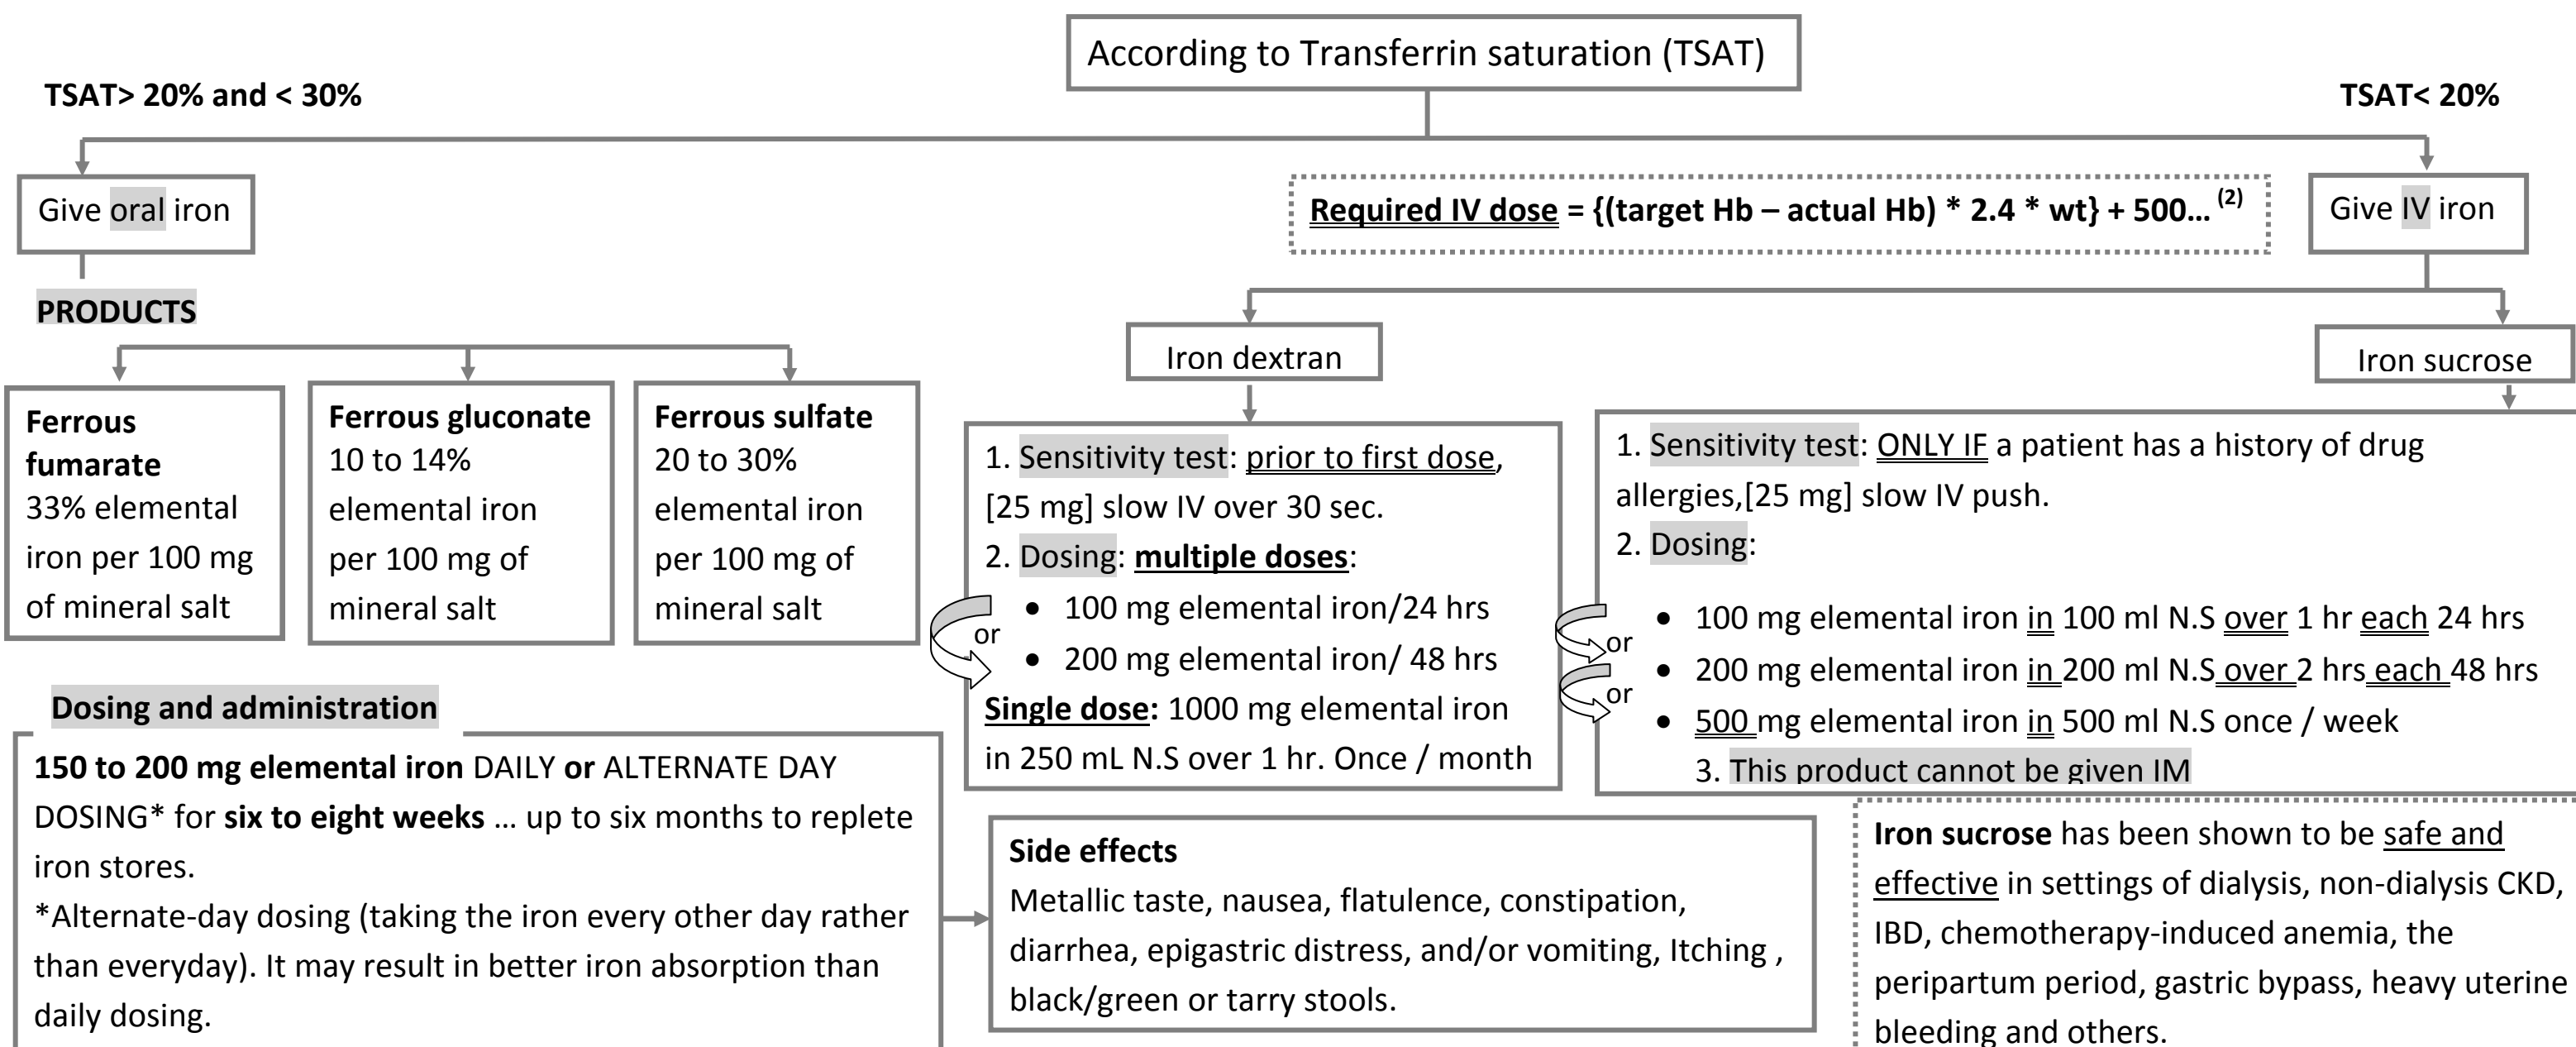 According to Transferrin saturation (TSAT)
TSAT> 20% and < 30%
TSAT< 20%
Give oral iron
Required IV dose = {(target Hb – actual Hb) * 2.4 * wt} + 500… (2)
Give IV iron
PRODUCTS
Ferrous
fumarate
33% elemental
iron per 100 mg
of mineral salt
Ferrous gluconate
10 to 14%
elemental iron
per 100 mg of
mineral salt
Ferrous sulfate
20 to 30%
elemental iron
per 100 mg of
mineral salt
Iron dextran
1. Sensitivity test: prior to first dose,
[25 mg] slow IV over 30 sec.
2. Dosing: multiple doses:
• 100 mg elemental iron/24 hrs
or
• 200 mg elemental iron/ 48 hrs
Single dose: 1000 mg elemental iron
in 250 mL N.S over 1 hr. Once / month
Iron sucrose
1. Sensitivity test: ONLY IF a patient has a history of drug
allergies,[25 mg] slow IV push.
2. Dosing:
• 100 mg elemental iron in 100 ml N.S over 1 hr each 24 hrs
or
• 200 mg elemental iron in 200 ml N.S over 2 hrs each 48 hrs
or
• 500 mg elemental iron in 500 ml N.S once / week
3. This product cannot be given IM
Dosing and administration
150 to 200 mg elemental iron DAILY or ALTERNATE DAY
DOSING* for six to eight weeks … up to six months to replete
iron stores.
*Alternate-day dosing (taking the iron every other day rather
than everyday). It may result in better iron absorption than
daily dosing.
Side effects
Metallic taste, nausea, flatulence, constipation,
diarrhea, epigastric distress, and/or vomiting, Itching ,
black/green or tarry stools.
Iron sucrose has been shown to be safe and
effective in settings of dialysis, non-dialysis CKD,
IBD, chemotherapy-induced anemia, the
peripartum period, gastric bypass, heavy uterine
bleeding and others.